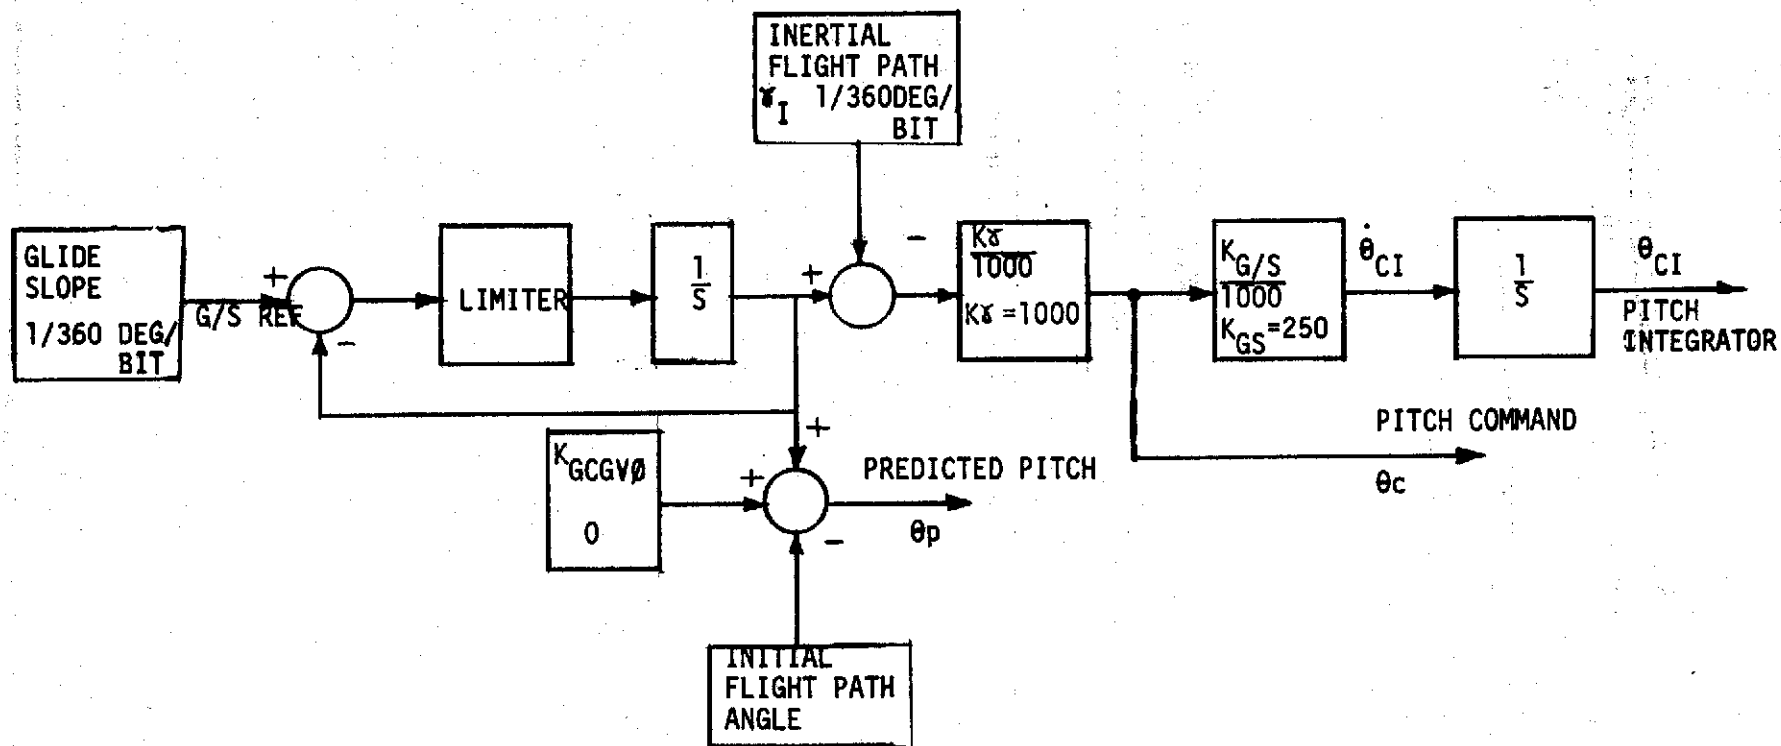 INERTIAL
FLIGHT PATH
γI 1/360DEG/
BIT
GLIDE
SLOPE
1/360 DEG/
BIT
+
G/S REF
-
LIMITER
1
S
+
-
Kγ
1000
Kγ =1000
KG/S
1000
KGS=250
θ̇CI
1
S
θCI
PITCH
INTEGRATOR
PITCH COMMAND
θc
+
KGCGVØ
0
+
PREDICTED PITCH
θp
-
INITIAL
FLIGHT PATH
ANGLE